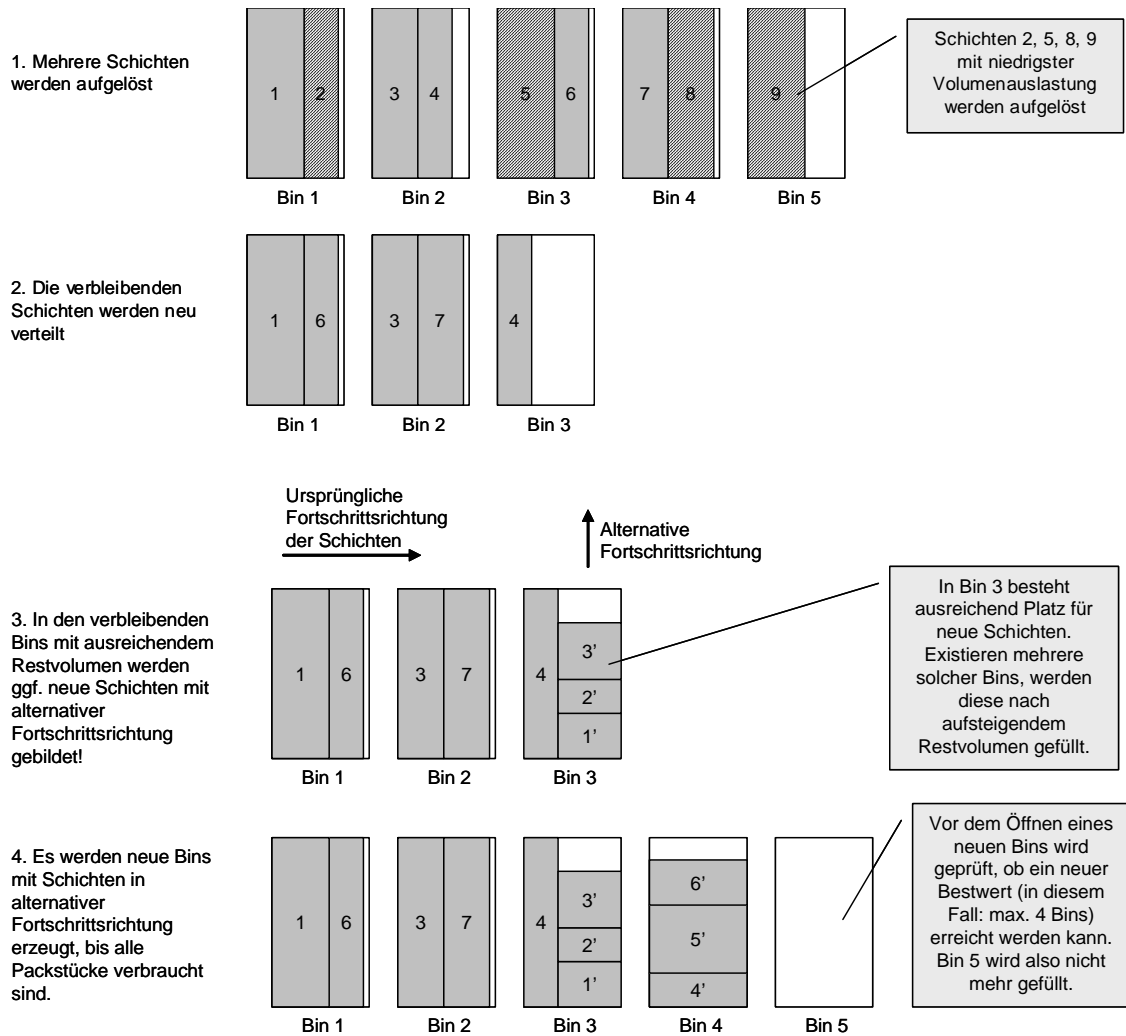 1. Mehrere Schichten
werden aufgelöst
1 2 3 4 5 6 7 8 9
Bin 1 Bin 2 Bin 3 Bin 4 Bin 5
Schichten 2, 5, 8, 9
mit niedrigster
Volumenauslastung
werden aufgelöst
2. Die verbleibenden
Schichten werden neu
verteilt
1 6 3 7 4
Bin 1 Bin 2 Bin 3
Ursprüngliche
Fortschrittsrichtung
der Schichten
Alternative
Fortschrittsrichtung
3. In den verbleibenden
Bins mit ausreichendem
Restvolumen werden
ggf. neue Schichten mit
alternativer
Fortschrittsrichtung
gebildet!
1 6 3 7 4
3’
2’
1’
Bin 1 Bin 2 Bin 3
In Bin 3 besteht
ausreichend Platz für
neue Schichten.
Existieren mehrere
solcher Bins, werden
diese nach
aufsteigendem
Restvolumen gefüllt.
4. Es werden neue Bins
mit Schichten in
alternativer
Fortschrittsrichtung
erzeugt, bis alle
Packstücke verbraucht
sind.
1 6 3 7 4
3’
2’
1’
6’
5’
4’
Bin 1 Bin 2 Bin 3 Bin 4 Bin 5
Vor dem Öffnen eines
neuen Bins wird
geprüft, ob ein neuer
Bestwert (in diesem
Fall: max. 4 Bins)
erreicht werden kann.
Bin 5 wird also nicht
mehr gefüllt.